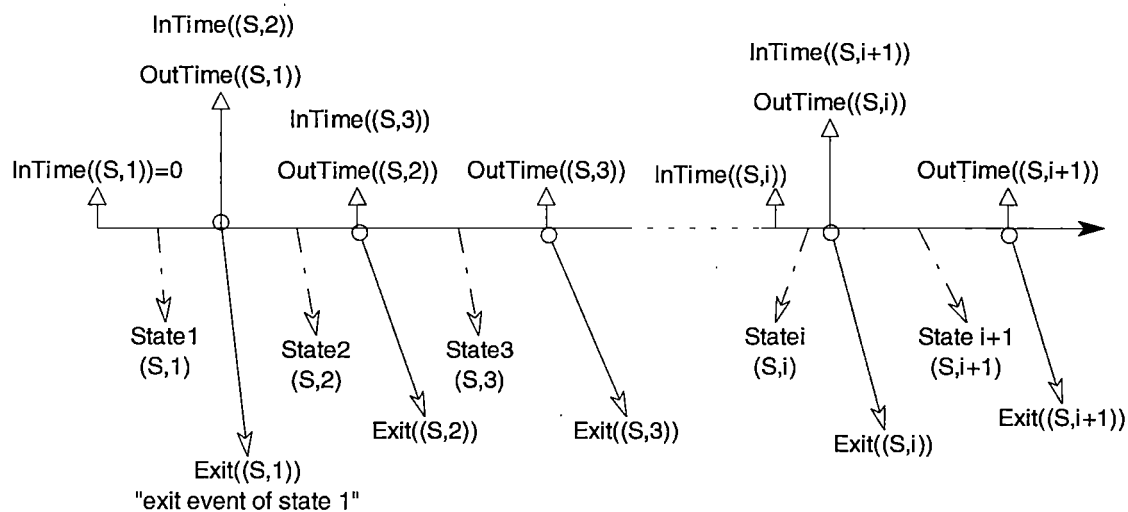 InTime((S,2))
OutTime((S,1))
InTime((S,3))
InTime((S,1))=0
OutTime((S,2))
OutTime((S,3))
InTime((S,i+1))
OutTime((S,i))
InTime((S,i))
OutTime((S,i+1))
State1
(S,1)
State2
(S,2)
State3
(S,3)
Statei
(S,i)
State i+1
(S,i+1)
Exit((S,1))
"exit event of state 1"
Exit((S,2))
Exit((S,3))
Exit((S,i))
Exit((S,i+1))